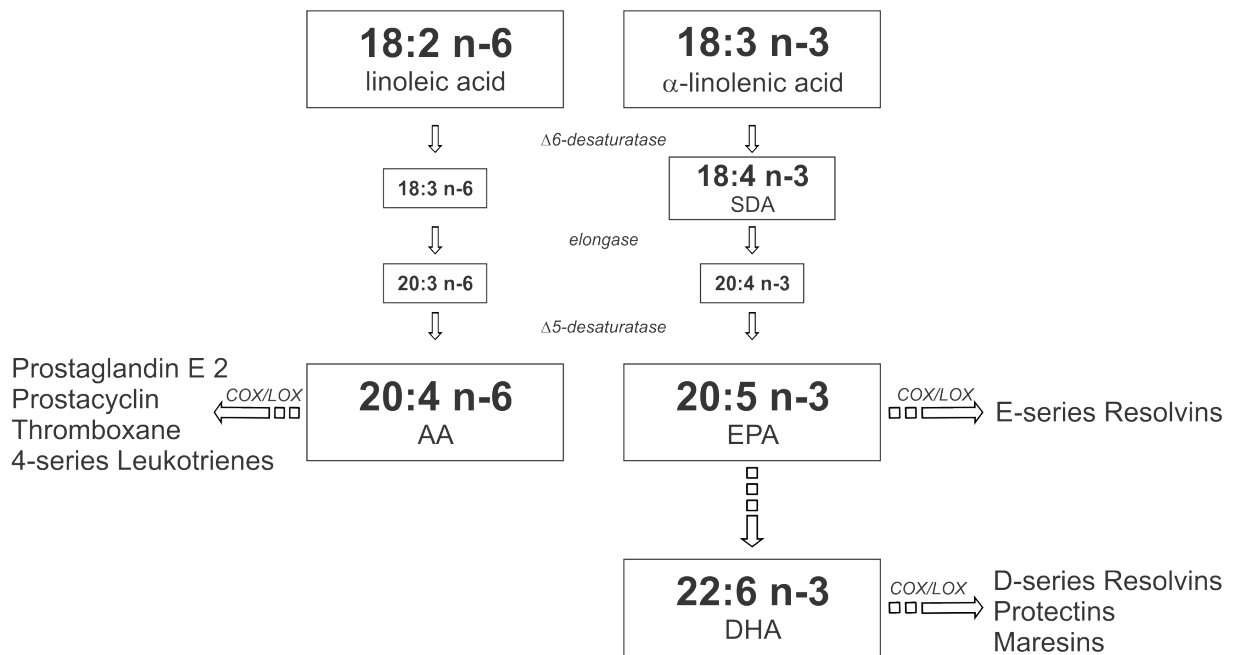 18:2 n-6
linoleic acid
18:3 n-3
α-linolenic acid
Δ6-desaturatase
18:3 n-6
18:4 n-3
SDA
elongase
20:3 n-6
20:4 n-3
Δ5-desaturatase
Prostaglandin E 2
Prostacyclin
Thromboxane
4-series Leukotrienes
COX/LOX
20:4 n-6
AA
20:5 n-3
EPA
COX/LOX
E-series Resolvins
22:6 n-3
DHA
COX/LOX
D-series Resolvins
Protectins
Maresins